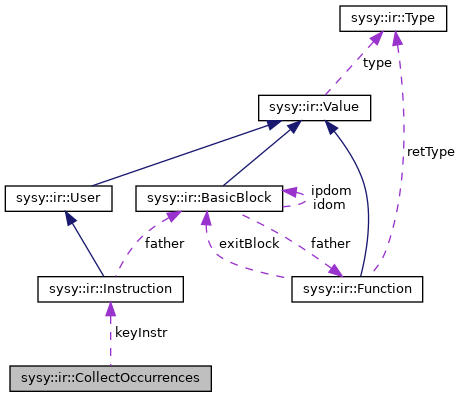 sysy::ir::Type
type
sysy::ir::Value
retType
sysy::ir::User
sysy::ir::BasicBlock
ipdom
idom
father
exitBlock
father
sysy::ir::Instruction
sysy::ir::Function
keyInstr
sysy::ir::CollectOccurrences